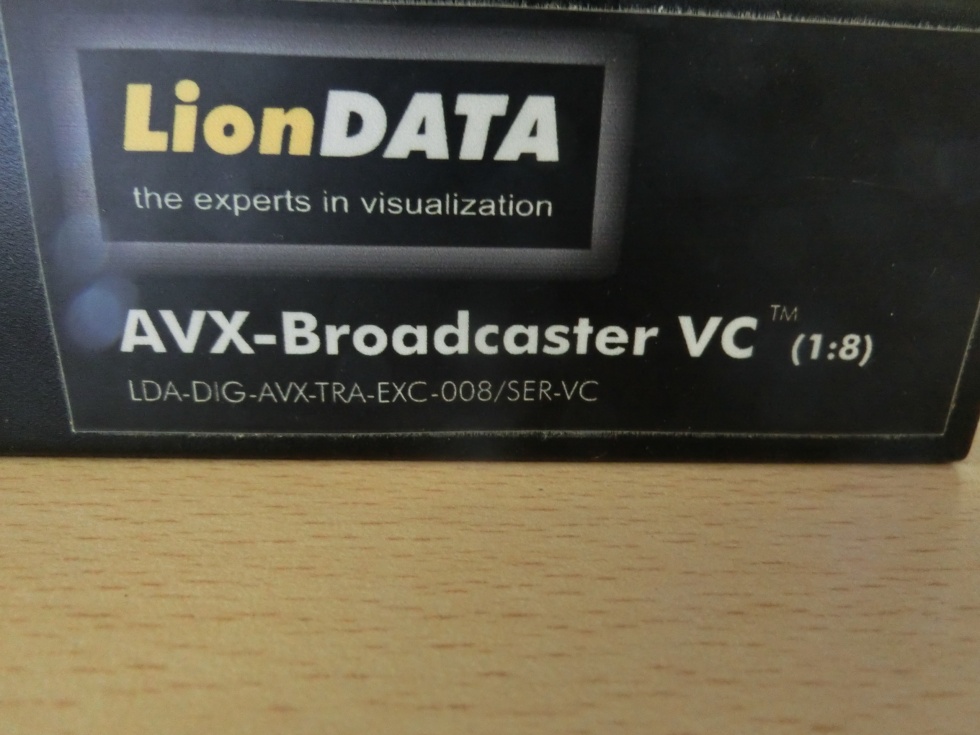 LionDATA
the experts in visualization
AVX-Broadcaster VC™ (1:8)
LDA-DIG-AVX-TRA-EXC-008/SER-VC